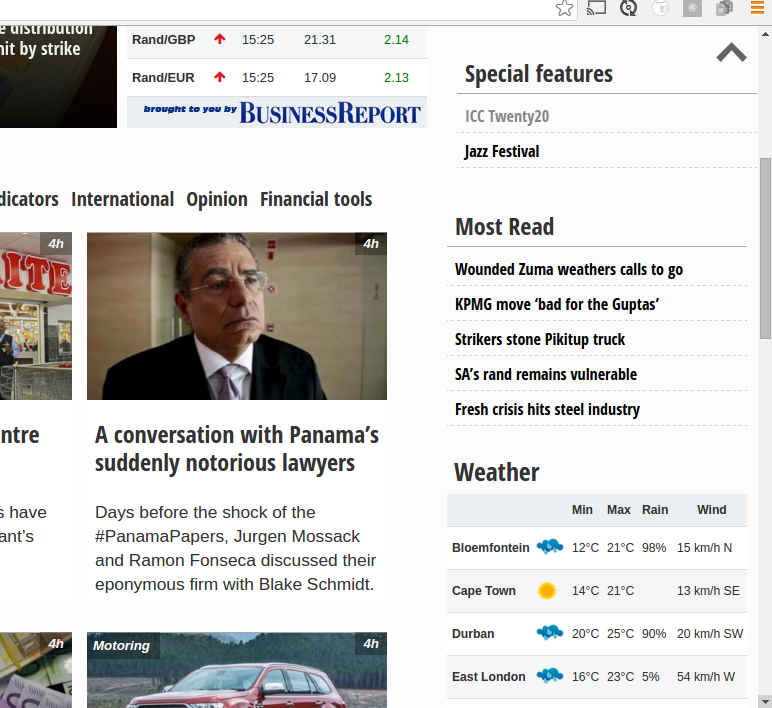 e distribution
hit by strike
Rand/GBP 15:25 21.31 2.14
Rand/EUR 15:25 17.09 2.13
brought to you by BUSINESSREPORT
Special features
ICC Twenty20
Jazz Festival
dicators International Opinion Financial tools
Most Read
Wounded Zuma weathers calls to go
KPMG move ‘bad for the Guptas’
Strikers stone Pikitup truck
SA’s rand remains vulnerable
Fresh crisis hits steel industry
4h
ITE
4h
ntre
A conversation with Panama’s
suddenly notorious lawyers
s have
ant’s
Days before the shock of the
#PanamaPapers, Jurgen Mossack
and Ramon Fonseca discussed their
eponymous firm with Blake Schmidt.
Weather
Min Max Rain Wind
Bloemfontein 12°C 21°C 98% 15 km/h N
Cape Town 14°C 21°C 13 km/h SE
Durban 20°C 25°C 90% 20 km/h SW
East London 16°C 23°C 5% 54 km/h W
4h
Motoring 4h